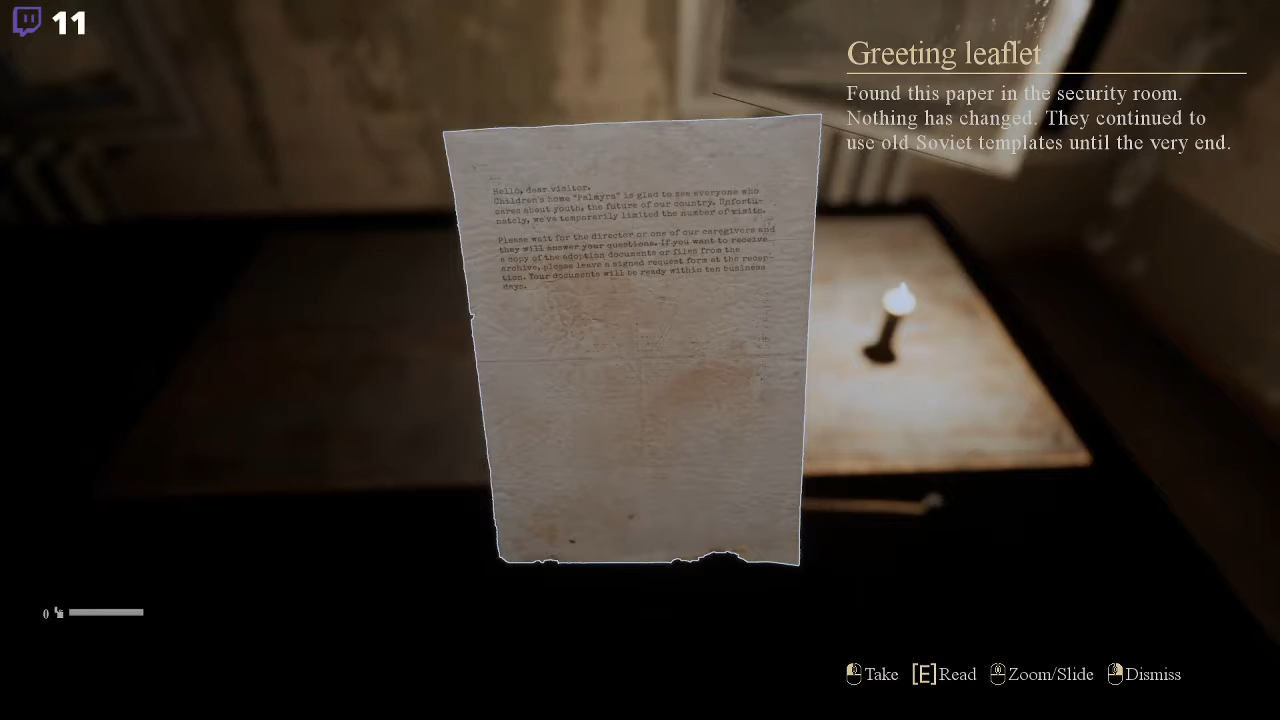 11
Greeting leaflet
Found this paper in the security room.
Nothing has changed. They continued to
use old Soviet templates until the very end.
Hello, dear visitor.
Children's home "Palmyra" is glad to see everyone who
cares about youth, the future of our country. Unfortu-
nately, we've temporarily limited the number of visits.
Please wait for the director or one of our caregivers and
they will answer your questions. If you want to receive
a copy of the adoption documents or files from the
archive, please leave a signed request form at the recep-
tion. Your documents will be ready within ten business
days.
0
Take [E] Read Zoom/Slide Dismiss